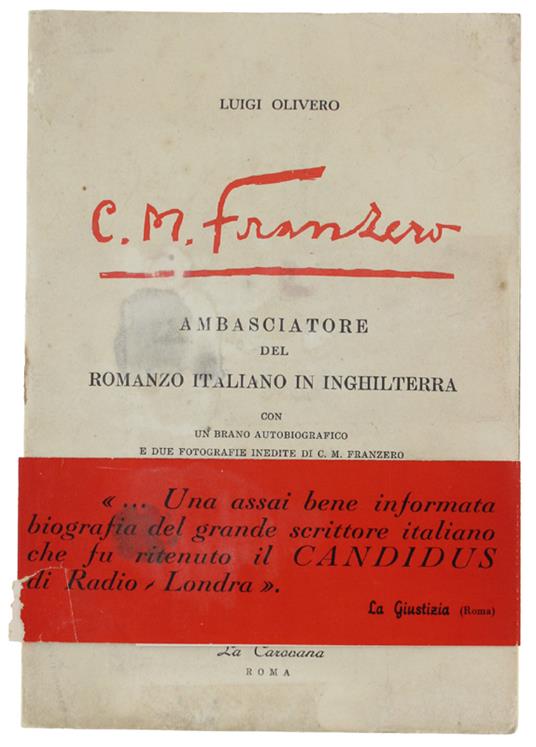 LUIGI OLIVERO
C. M. Franzero
AMBASCIATORE
DEL
ROMANZO ITALIANO IN INGHILTERRA
CON
UN BRANO AUTOBIOGRAFICO
E DUE FOTOGRAFIE INEDITE DI C. M. FRANZERO
« ... Una assai bene informata
biografia del grande scrittore italiano
che fu ritenuto il CANDIDUS
di Radio - Londra ».
La Giustizia (Roma)
La Carovana
ROMA